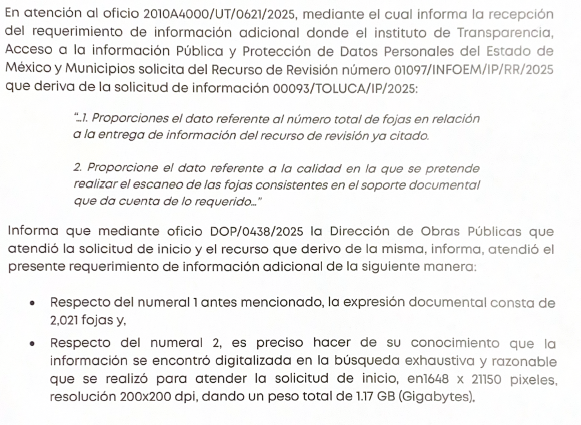 En atención al oficio 2010A4000/UT/0621/2025, mediante el cual informa la recepción
del requerimiento de información adicional donde el instituto de Transparencia,
Acceso a la información Pública y Protección de Datos Personales del Estado de
México y Municipios solicita del Recurso de Revisión número 01097/INFOEM/IP/RR/2025
que deriva de la solicitud de información 00093/TOLUCA/IP/2025:
"...1. Proporciones el dato referente al número total de fojas en relación
a la entrega de información del recurso de revisión ya citado.
2. Proporcione el dato referente a la calidad en la que se pretende
realizar el escaneo de las fojas consistentes en el soporte documental
que da cuenta de lo requerido..."
Informa que mediante oficio DOP/0438/2025 la Dirección de Obras Públicas que
atendió la solicitud de inicio y el recurso que derivo de la misma, informa, atendió el
presente requerimiento de información adicional de la siguiente manera:
• Respecto del numeral 1 antes mencionado, la expresión documental consta de
2,021 fojas y,
• Respecto del numeral 2, es preciso hacer de su conocimiento que la
información se encontró digitalizada en la búsqueda exhaustiva y razonable
que se realizó para atender la solicitud de inicio, en1648 x 21150 pixeles,
resolución 200x200 dpi, dando un peso total de 1.17 GB (Gigabytes).